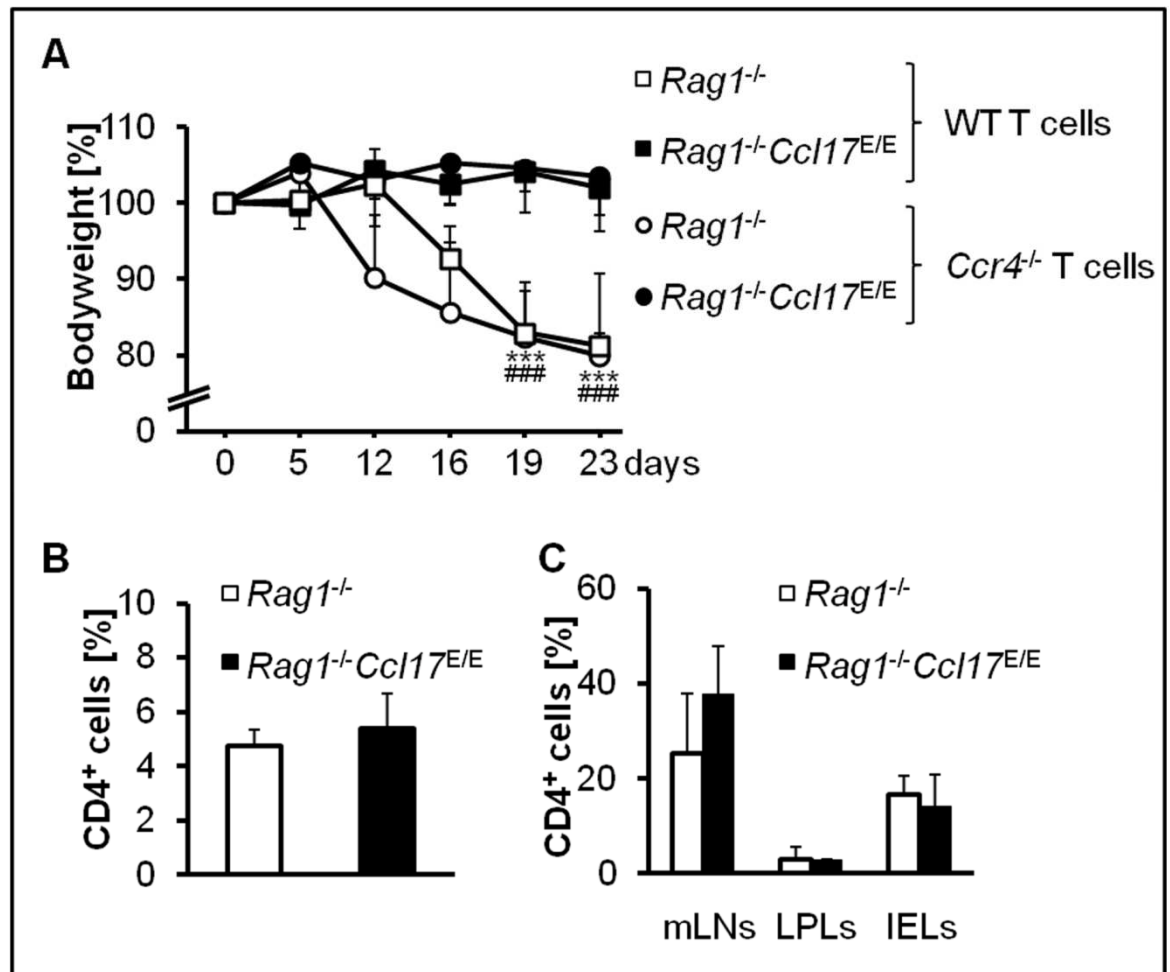 A
Rag1-/-
Rag1-/-Ccl17E/E
WT T cells
Rag1-/-
Rag1-/-Ccl17E/E
Ccr4-/- T cells
Bodyweight [%]
110
100
90
80
0
*** ***
### ###
0 5 12 16 19 23 days
B
Rag1-/-
Rag1-/-Ccl17E/E
CD4+ cells [%]
10
8
6
4
2
0
C
Rag1-/-
Rag1-/-Ccl17E/E
CD4+ cells [%]
60
40
20
0
mLNs LPLs IELs